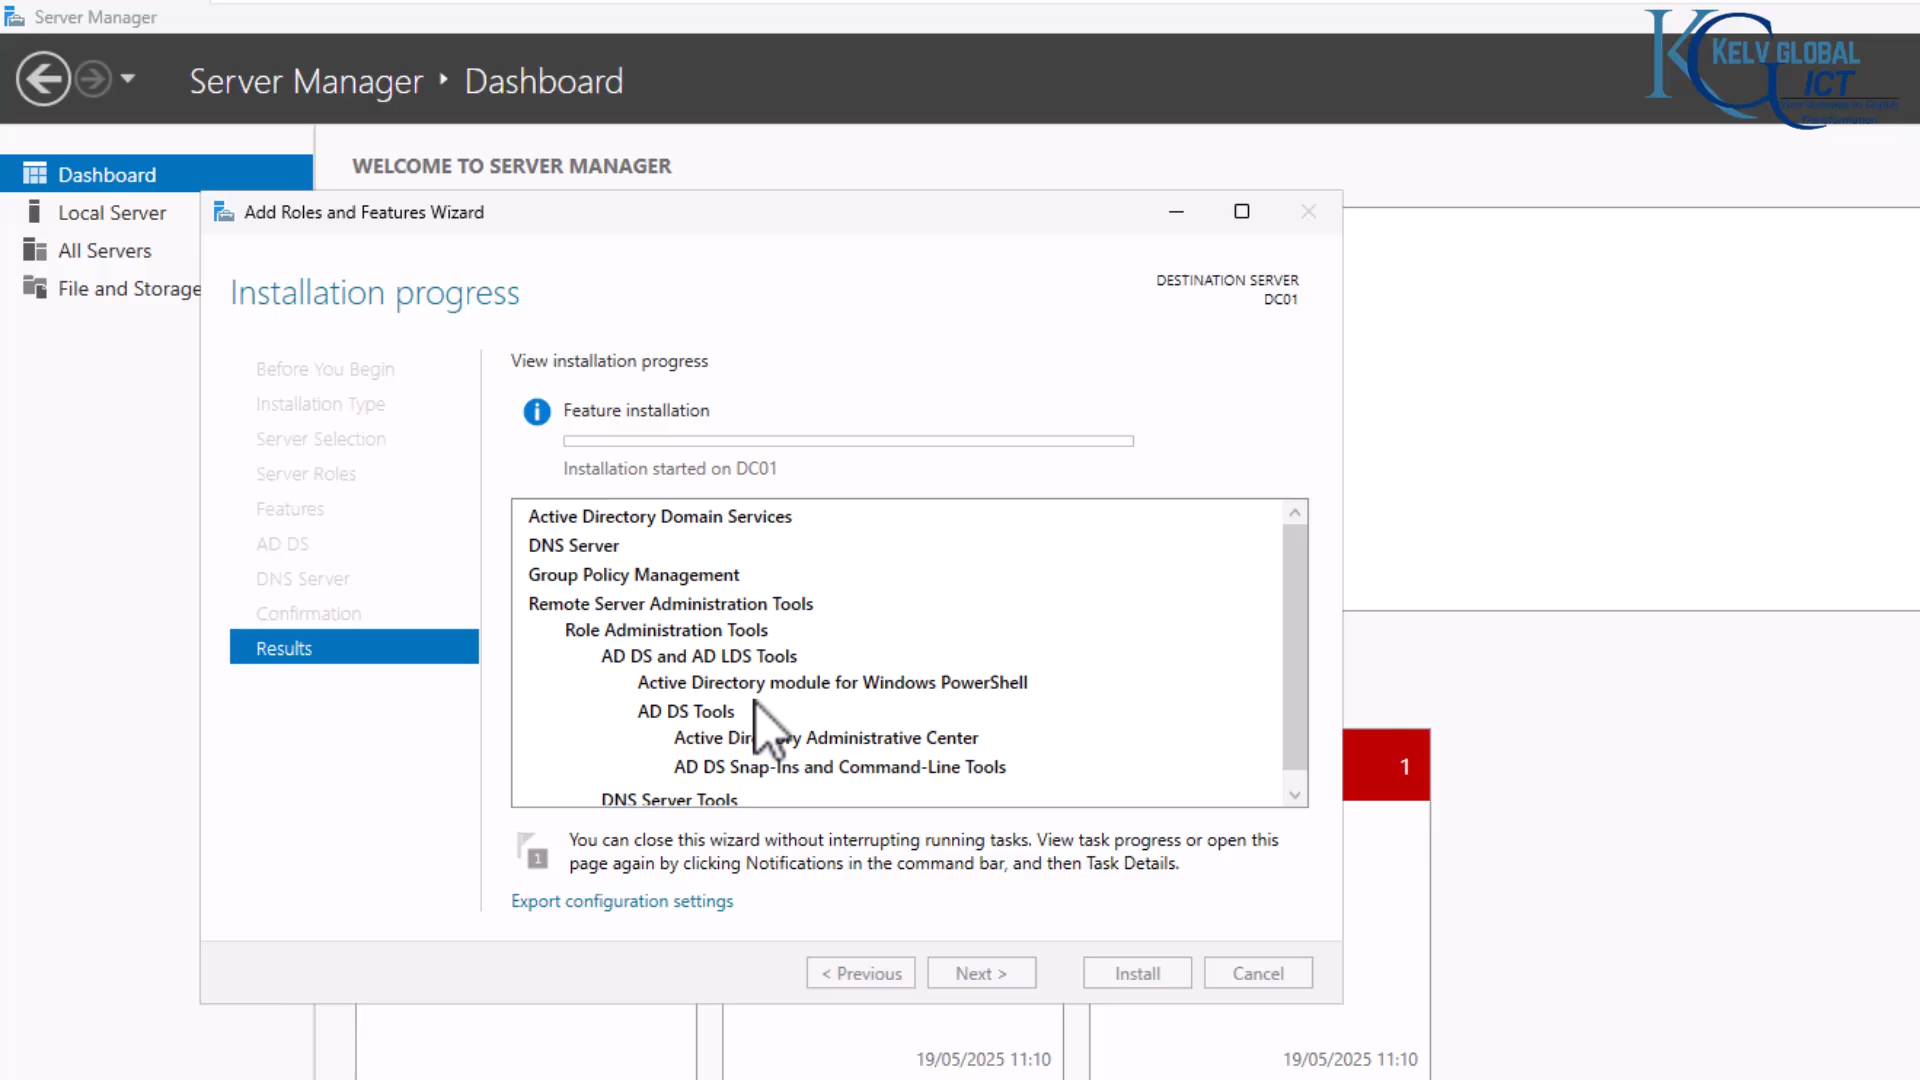 Server Manager
Server Manager ‣ Dashboard
KELV GLOBAL
ICT
Dashboard
Local Server
All Servers
File and Storage
WELCOME TO SERVER MANAGER
Add Roles and Features Wizard
Installation progress
DESTINATION SERVER
DC01
Before You Begin
Installation Type
Server Selection
Server Roles
Features
AD DS
DNS Server
Confirmation
Results
View installation progress
Feature installation
Installation started on DC01
Active Directory Domain Services
DNS Server
Group Policy Management
Remote Server Administration Tools
Role Administration Tools
AD DS and AD LDS Tools
Active Directory module for Windows PowerShell
AD DS Tools
Active Directory Administrative Center
AD DS Snap-Ins and Command-Line Tools
DNS Server Tools
1
You can close this wizard without interrupting running tasks. View task progress or open this
page again by clicking Notifications in the command bar, and then Task Details.
Export configuration settings
< Previous
Next >
Install
Cancel
1
19/05/2025 11:10
19/05/2025 11:10